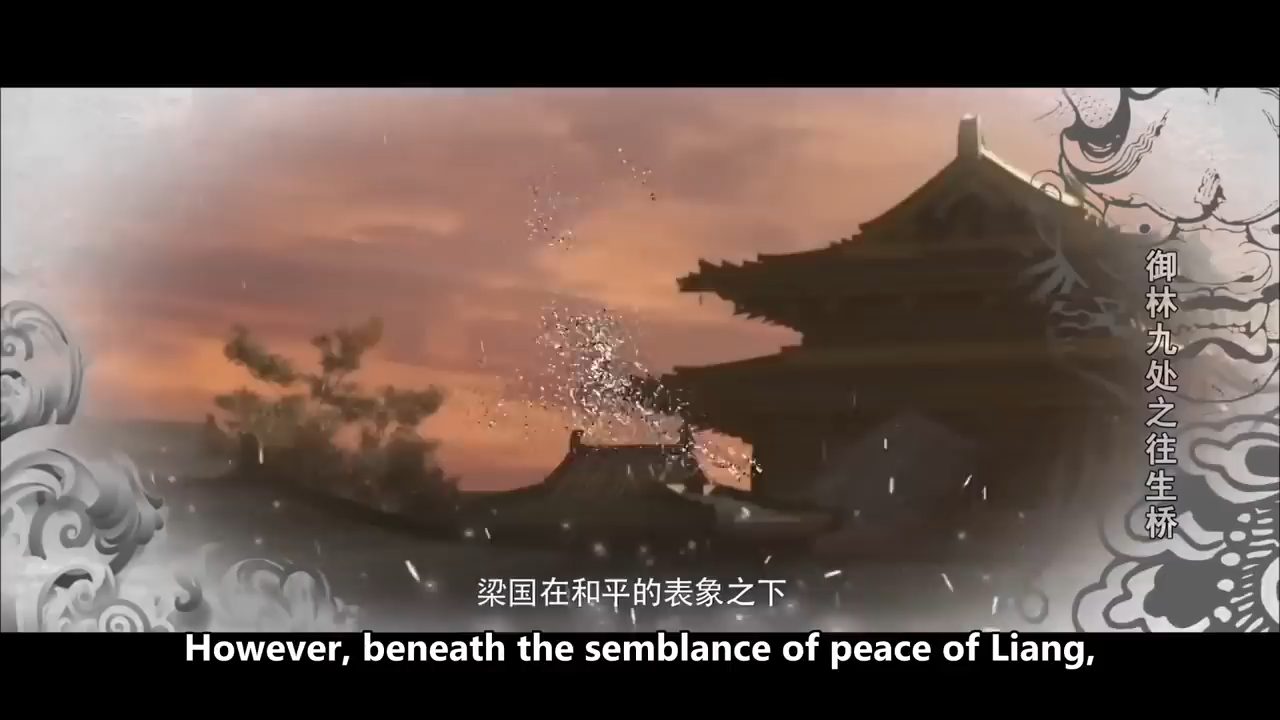 御林九处之往生桥
梁国在和平的表象之下
However, beneath the semblance of peace of Liang,